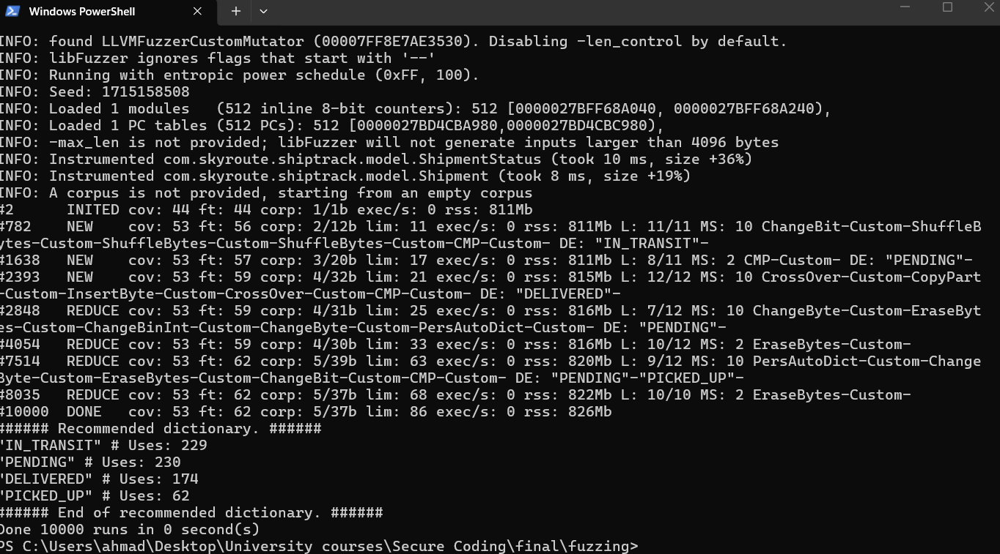 Windows PowerShell
INFO: found LLVMFuzzerCustomMutator (00007FF8E7AE3530). Disabling -len_control by default.
INFO: libFuzzer ignores flags that start with '--'
INFO: Running with entropic power schedule (0xFF, 100).
INFO: Seed: 1715158508
INFO: Loaded 1 modules   (512 inline 8-bit counters): 512 [0000027BFF68A040, 0000027BFF68A240),
INFO: Loaded 1 PC tables (512 PCs): 512 [0000027BD4CBA980,0000027BD4CBC980),
INFO: -max_len is not provided; libFuzzer will not generate inputs larger than 4096 bytes
INFO: Instrumented com.skyroute.shiptrack.model.ShipmentStatus (took 10 ms, size +36%)
INFO: Instrumented com.skyroute.shiptrack.model.Shipment (took 8 ms, size +19%)
INFO: A corpus is not provided, starting from an empty corpus
#2      INITED cov: 44 ft: 44 corp: 1/1b exec/s: 0 rss: 811Mb
#782    NEW    cov: 53 ft: 56 corp: 2/12b lim: 11 exec/s: 0 rss: 811Mb L: 11/11 MS: 10 ChangeBit-Custom-ShuffleB
ytes-Custom-ShuffleBytes-Custom-ShuffleBytes-Custom-CMP-Custom- DE: "IN_TRANSIT"-
#1638   NEW    cov: 53 ft: 57 corp: 3/20b lim: 17 exec/s: 0 rss: 811Mb L: 8/11 MS: 2 CMP-Custom- DE: "PENDING"-
#2393   NEW    cov: 53 ft: 59 corp: 4/32b lim: 21 exec/s: 0 rss: 815Mb L: 12/12 MS: 10 CrossOver-Custom-CopyPart
-Custom-InsertByte-Custom-CrossOver-Custom-CMP-Custom- DE: "DELIVERED"-
#2848   REDUCE cov: 53 ft: 59 corp: 4/31b lim: 25 exec/s: 0 rss: 816Mb L: 7/12 MS: 10 ChangeByte-Custom-EraseByt
es-Custom-ChangeBinInt-Custom-ChangeByte-Custom-PersAutoDict-Custom- DE: "PENDING"-
#4054   REDUCE cov: 53 ft: 59 corp: 4/30b lim: 33 exec/s: 0 rss: 816Mb L: 10/12 MS: 2 EraseBytes-Custom-
#7514   REDUCE cov: 53 ft: 62 corp: 5/39b lim: 63 exec/s: 0 rss: 820Mb L: 9/12 MS: 10 PersAutoDict-Custom-Change
Byte-Custom-EraseBytes-Custom-ChangeBit-Custom-CMP-Custom- DE: "PENDING"-"PICKED_UP"-
#8035   REDUCE cov: 53 ft: 62 corp: 5/37b lim: 68 exec/s: 0 rss: 822Mb L: 10/10 MS: 2 EraseBytes-Custom-
#10000  DONE   cov: 53 ft: 62 corp: 5/37b lim: 86 exec/s: 0 rss: 826Mb
###### Recommended dictionary. ######
"IN_TRANSIT" # Uses: 229
"PENDING" # Uses: 230
"DELIVERED" # Uses: 174
"PICKED_UP" # Uses: 62
###### End of recommended dictionary. ######
Done 10000 runs in 0 second(s)
PS C:\Users\ahmad\Desktop\University courses\Secure Coding\final\fuzzing>